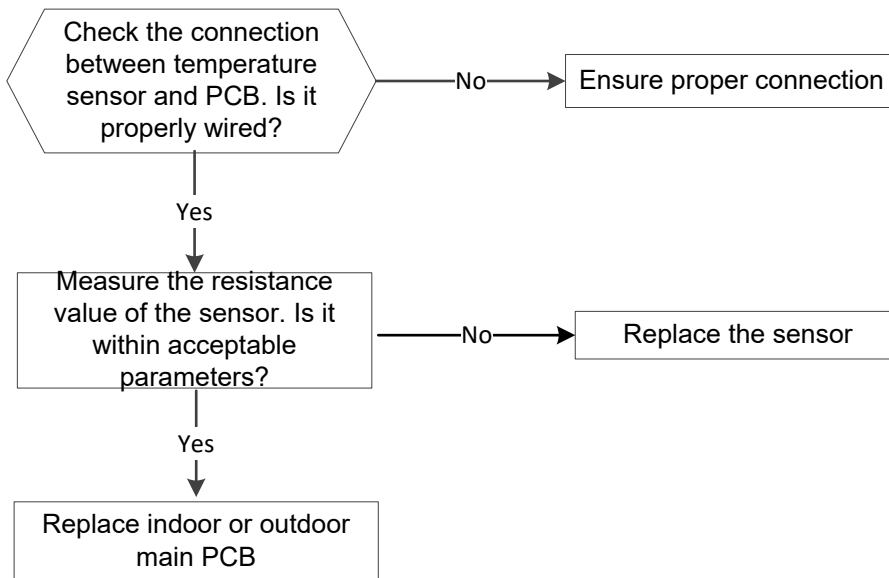 Check the connection
between temperature
sensor and PCB. Is it
properly wired?
No
Ensure proper connection
Yes
Measure the resistance
value of the sensor. Is it
within acceptable
parameters?
No
Replace the sensor
Yes
Replace indoor or outdoor
main PCB